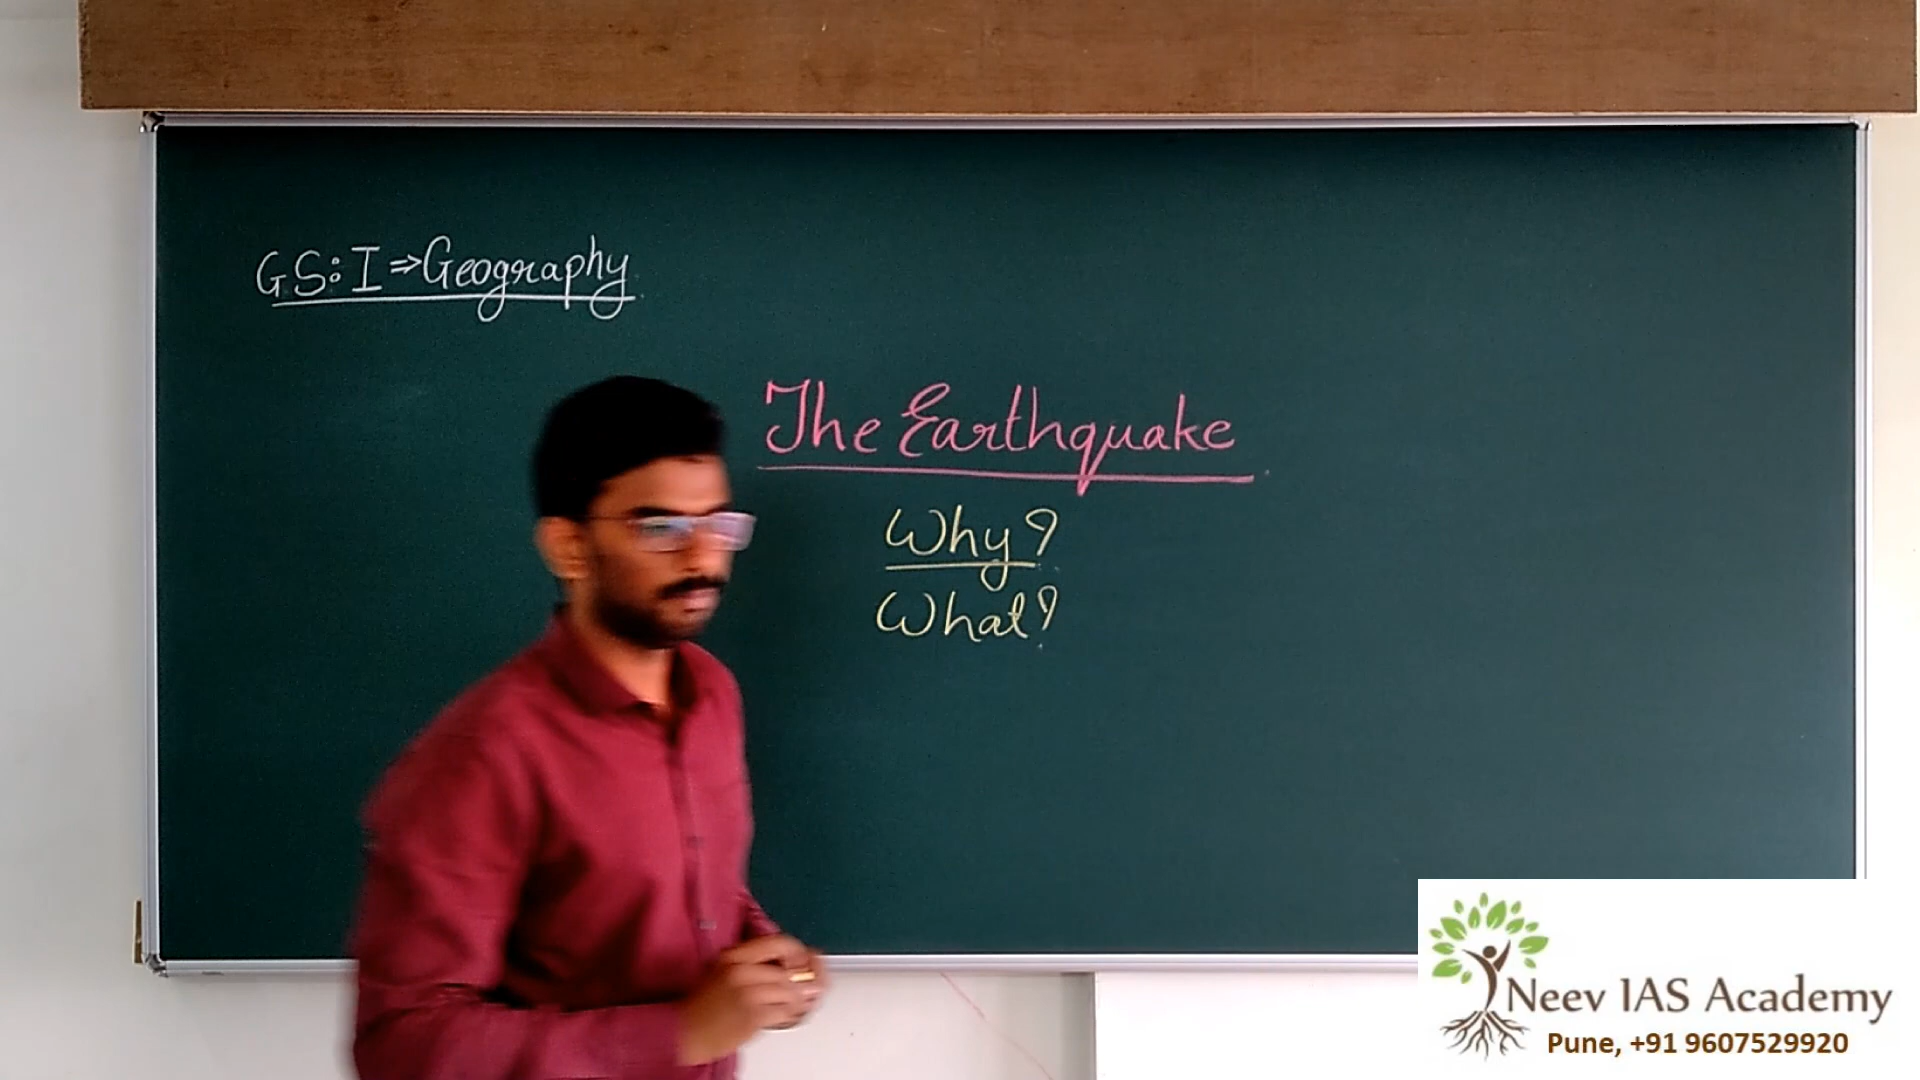 GS:I⇒Geography
The Earthquake
Why?
What?
Neev IAS Academy
Pune, +91 9607529920